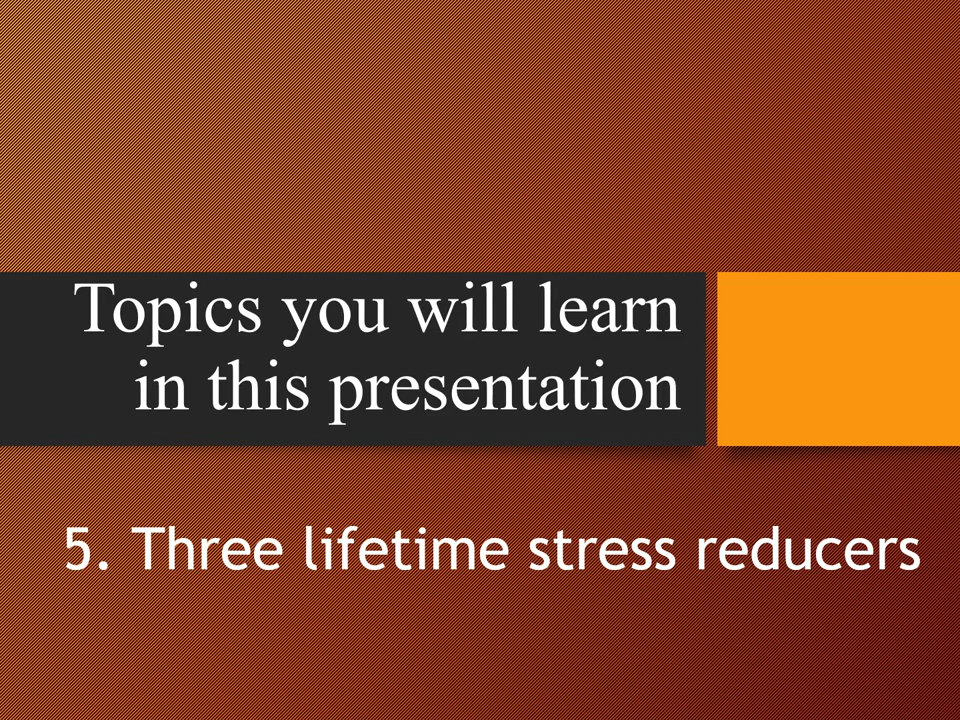 Topics you will learn
in this presentation
5. Three lifetime stress reducers